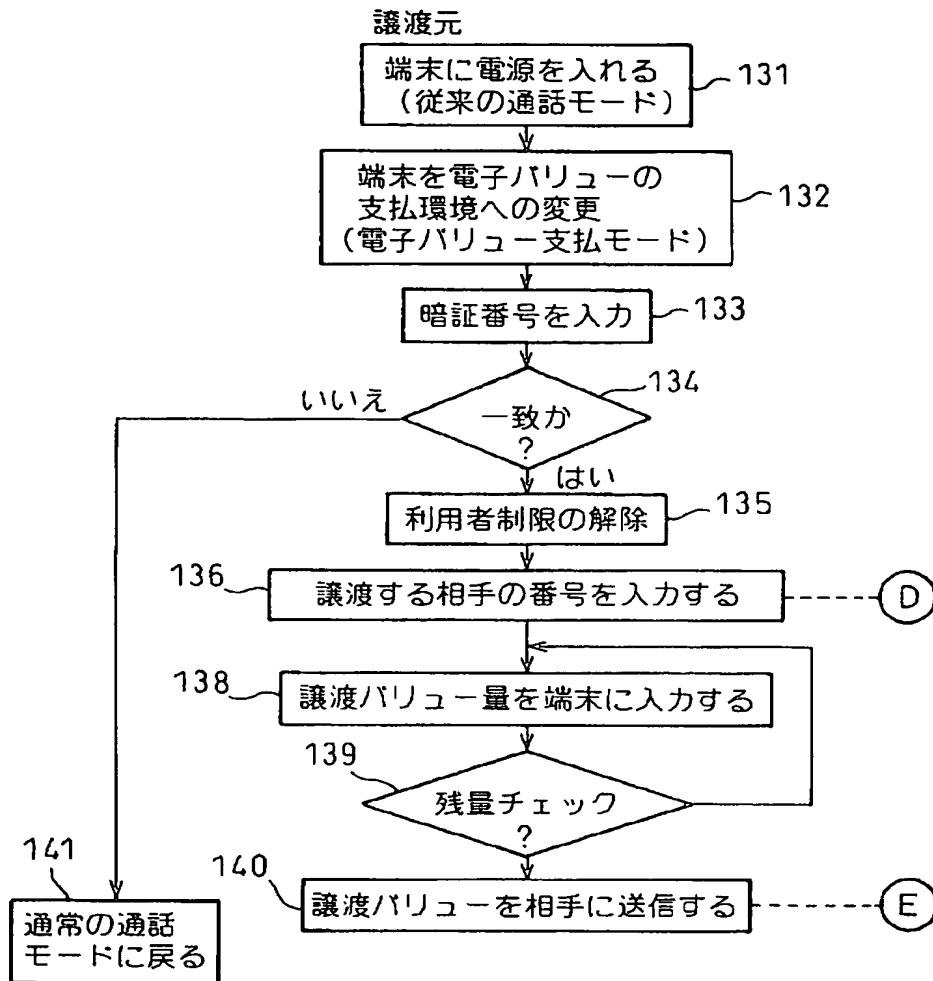 譲渡元
端末に電源を入れる
（従来の通話モード）
131
端末を電子バリューの
支払環境への変更
（電子バリュー支払モード）
132
暗証番号を入力
133
134
いいえ
一致か
?
はい
利用者制限の解除
135
136
譲渡する相手の番号を入力する
D
138
譲渡バリュー量を端末に入力する
139
残量チェック
?
141
140
譲渡バリューを相手に送信する
E
通常の通話
モードに戻る